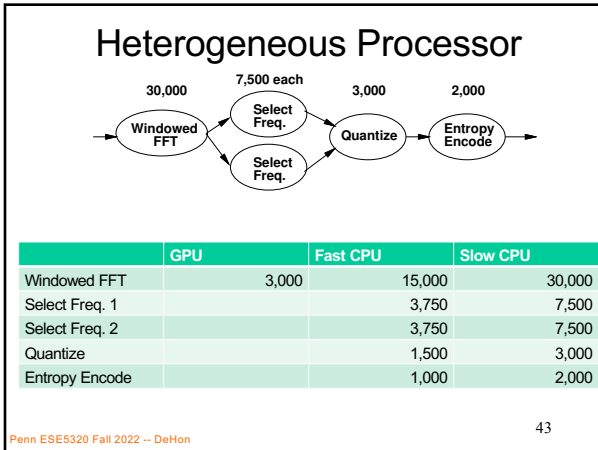 Heterogeneous Processor
30,000
7,500 each
3,000
2,000
Windowed
FFT
Select
Freq.
Select
Freq.
Quantize
Entropy
Encode
GPU Fast CPU Slow CPU
Windowed FFT 3,000 15,000 30,000
Select Freq. 1 3,750 7,500
Select Freq. 2 3,750 7,500
Quantize 1,500 3,000
Entropy Encode 1,000 2,000
Penn ESE5320 Fall 2022 -- DeHon
43